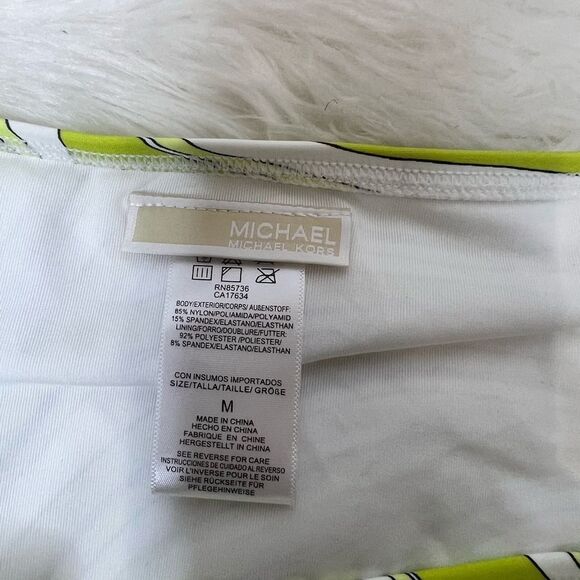 MICHAEL
MICHAEL KORS
RN85736
CA17634
BODY/EXTERIOR/CORPS/ AUßENSTOFF:
85% NYLON/POLIAMIDA/POLYAMID
15% SPANDEX/ELASTANO/ELASTHAN
LINING/FORRO/DOUBLURE/FUTTER:
92% POLYESTER /POLIESTER/
8% SPANDEX/ELASTANO/ELASTHAN
CON INSUMOS IMPORTADOS
SIZE/TALLA/TAILLE/ GRÖßE
M
MADE IN CHINA
HECHO EN CHINA
FABRIQUE EN CHINE
HERGESTELLT IN CHINA
SEE REVERSE FOR CARE
INSTRUCCIONES DE CUIDADO AL REVERSO
VOIR L'INVERSE POUR LE SOIN
SIEHE RÜCKSEITE FÜR
PFLEGEHINWEISE